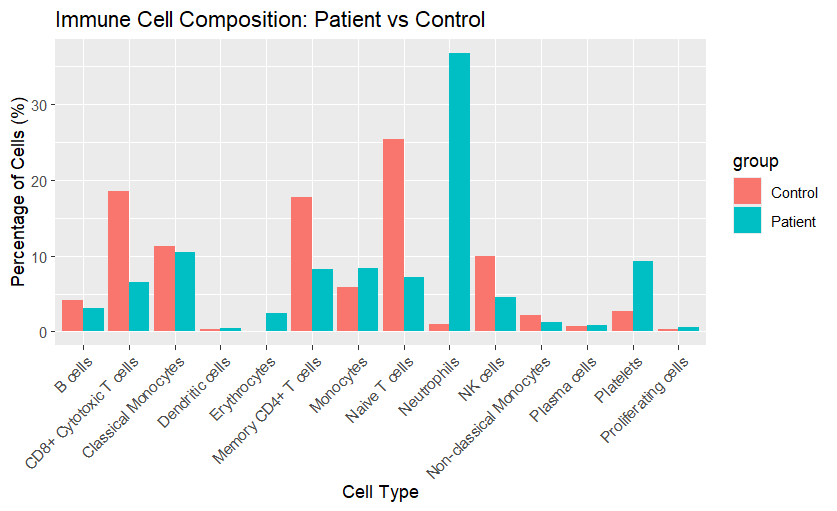 Immune Cell Composition: Patient vs Control
Percentage of Cells (%)
30
20
10
0
B cells
CD8+ Cytotoxic T cells
Classical Monocytes
Dendritic cells
Erythrocytes
Memory CD4+ T cells
Monocytes
Naive T cells
Neutrophils
NK cells
Non-classical Monocytes
Plasma cells
Platelets
Proliferating cells
Cell Type
group
Control
Patient